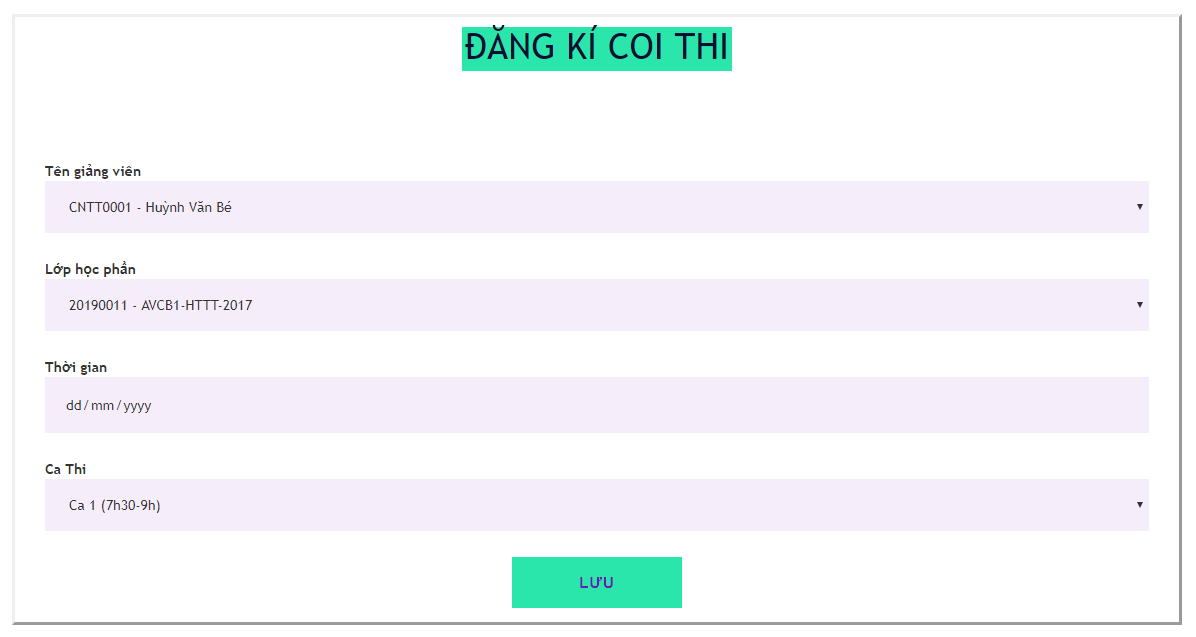 ĐĂNG KÍ COI THI
Tên giảng viên
CNTT0001 - Huỳnh Văn Bé
Lớp học phần
20190011 - AVCB1-HTTT-2017
Thời gian
dd/mm/yyyy
Ca Thi
Ca 1 (7h30-9h)
LƯU